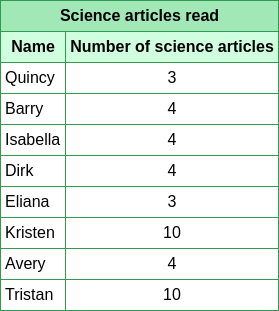 Science articles read
Name Number of science articles
Quincy 3
Barry 4
Isabella 4
Dirk 4
Eliana 3
Kristen 10
Avery 4
Tristan 10